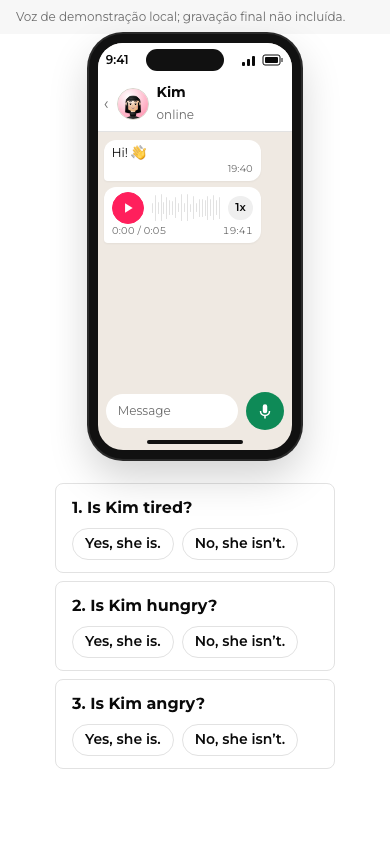 Voz de demonstração local; gravação final não incluída.
9:41
Kim
online
Hi! 👋
19:40
1x
0:00 / 0:05
19:41
Message
1. Is Kim tired?
Yes, she is.
No, she isn’t.
2. Is Kim hungry?
Yes, she is.
No, she isn’t.
3. Is Kim angry?
Yes, she is.
No, she isn’t.